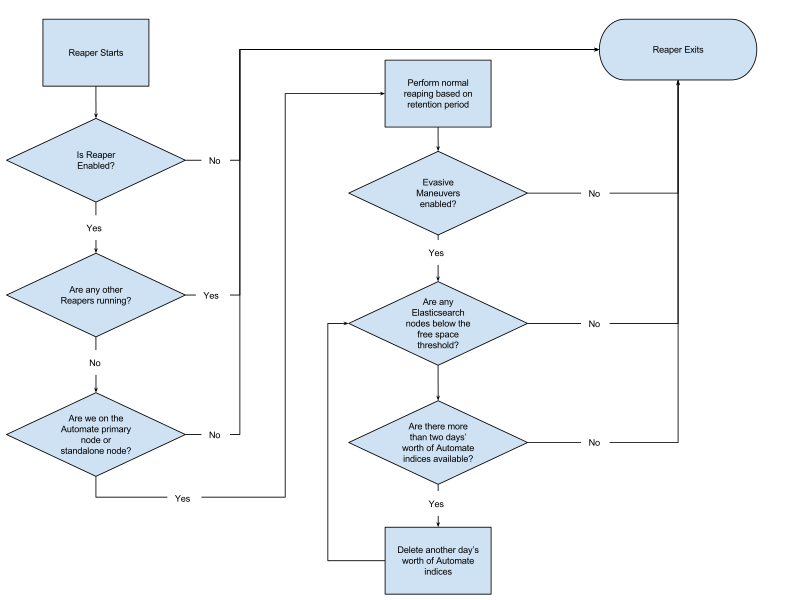 Reaper Starts
Is Reaper
Enabled?
No
Yes
Are any other
Reapers running?
Yes
No
Are we on the
Automate primary
node or
standalone node?
No
Yes
Perform normal
reaping based on
retention period
Evasive
Maneuvers
enabled?
No
Yes
Are any
Elasticsearch
nodes below the
free space
threshold?
No
Are there more
than two days'
worth of Automate
indices available?
No
Yes
Delete another day's
worth of Automate
indices
Reaper Exits